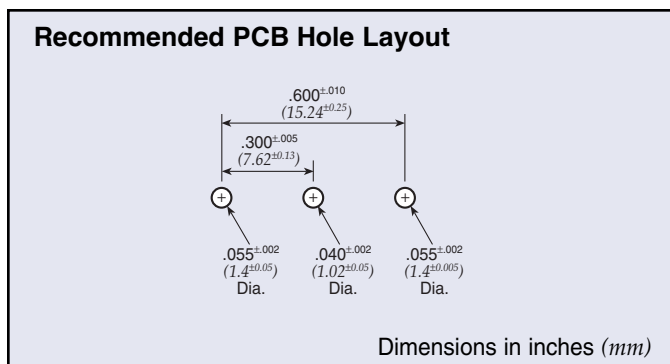 Recommended PCB Hole Layout
.600±.010
(15.24±0.25)
.300±.005
(7.62±0.13)
.055±.002
(1.4±0.05)
Dia.
.040±.002
(1.02±0.05)
Dia.
.055±.002
(1.4±0.005)
Dia.
Dimensions in inches (mm)